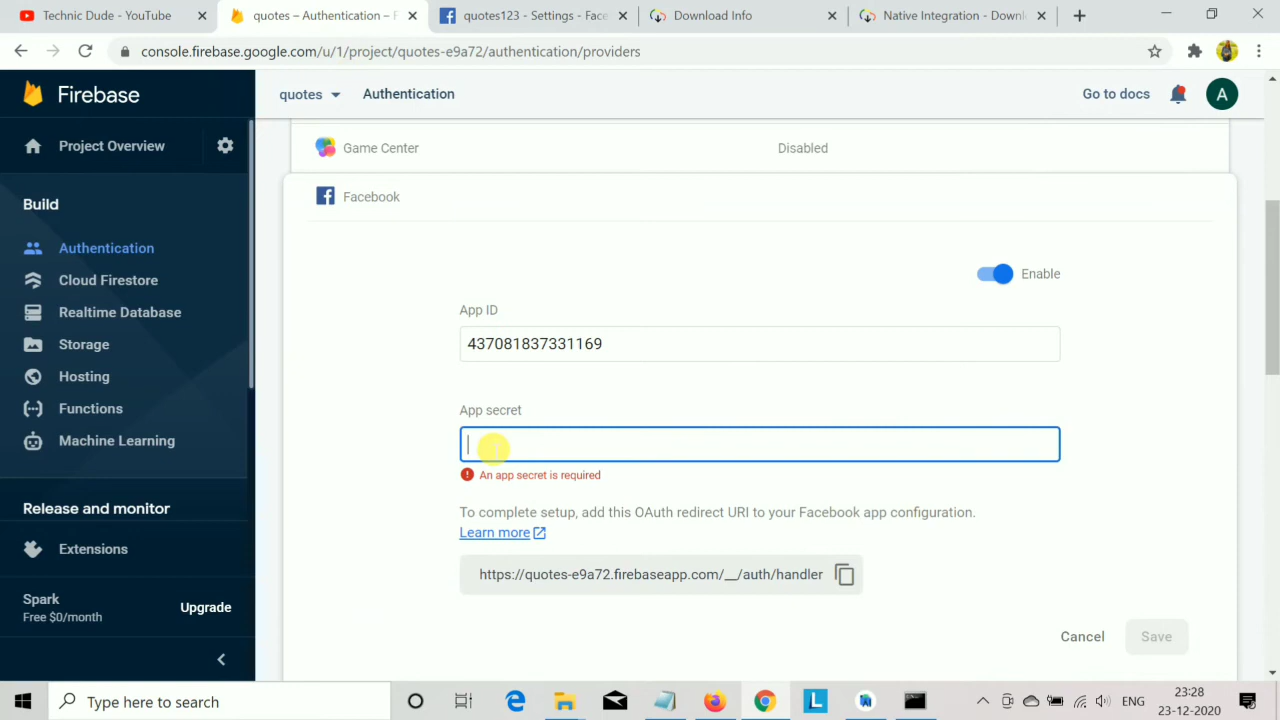 Technic Dude - YouTube
quotes – Authentication – F
quotes123 - Settings - Face
Download Info
Native Integration - Downl
console.firebase.google.com/u/1/project/quotes-e9a72/authentication/providers
Firebase
quotes
Authentication
Go to docs
A
Project Overview
Game Center
Disabled
Build
Facebook
Authentication
Enable
Cloud Firestore
App ID
Realtime Database
437081837331169
Storage
Hosting
App secret
Functions
Machine Learning
An app secret is required
Release and monitor
To complete setup, add this OAuth redirect URI to your Facebook app configuration.
Learn more
Extensions
https://quotes-e9a72.firebaseapp.com/__/auth/handler
Spark
Free $0/month
Upgrade
Cancel
Save
Type here to search
L
ENG
23:28
23-12-2020